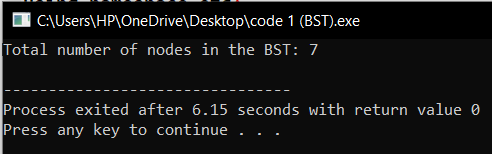 C:\Users\HP\OneDrive\Desktop\code 1 (BST).exe
Total number of nodes in the BST: 7
--------------------------------
Process exited after 6.15 seconds with return value 0
Press any key to continue . . .